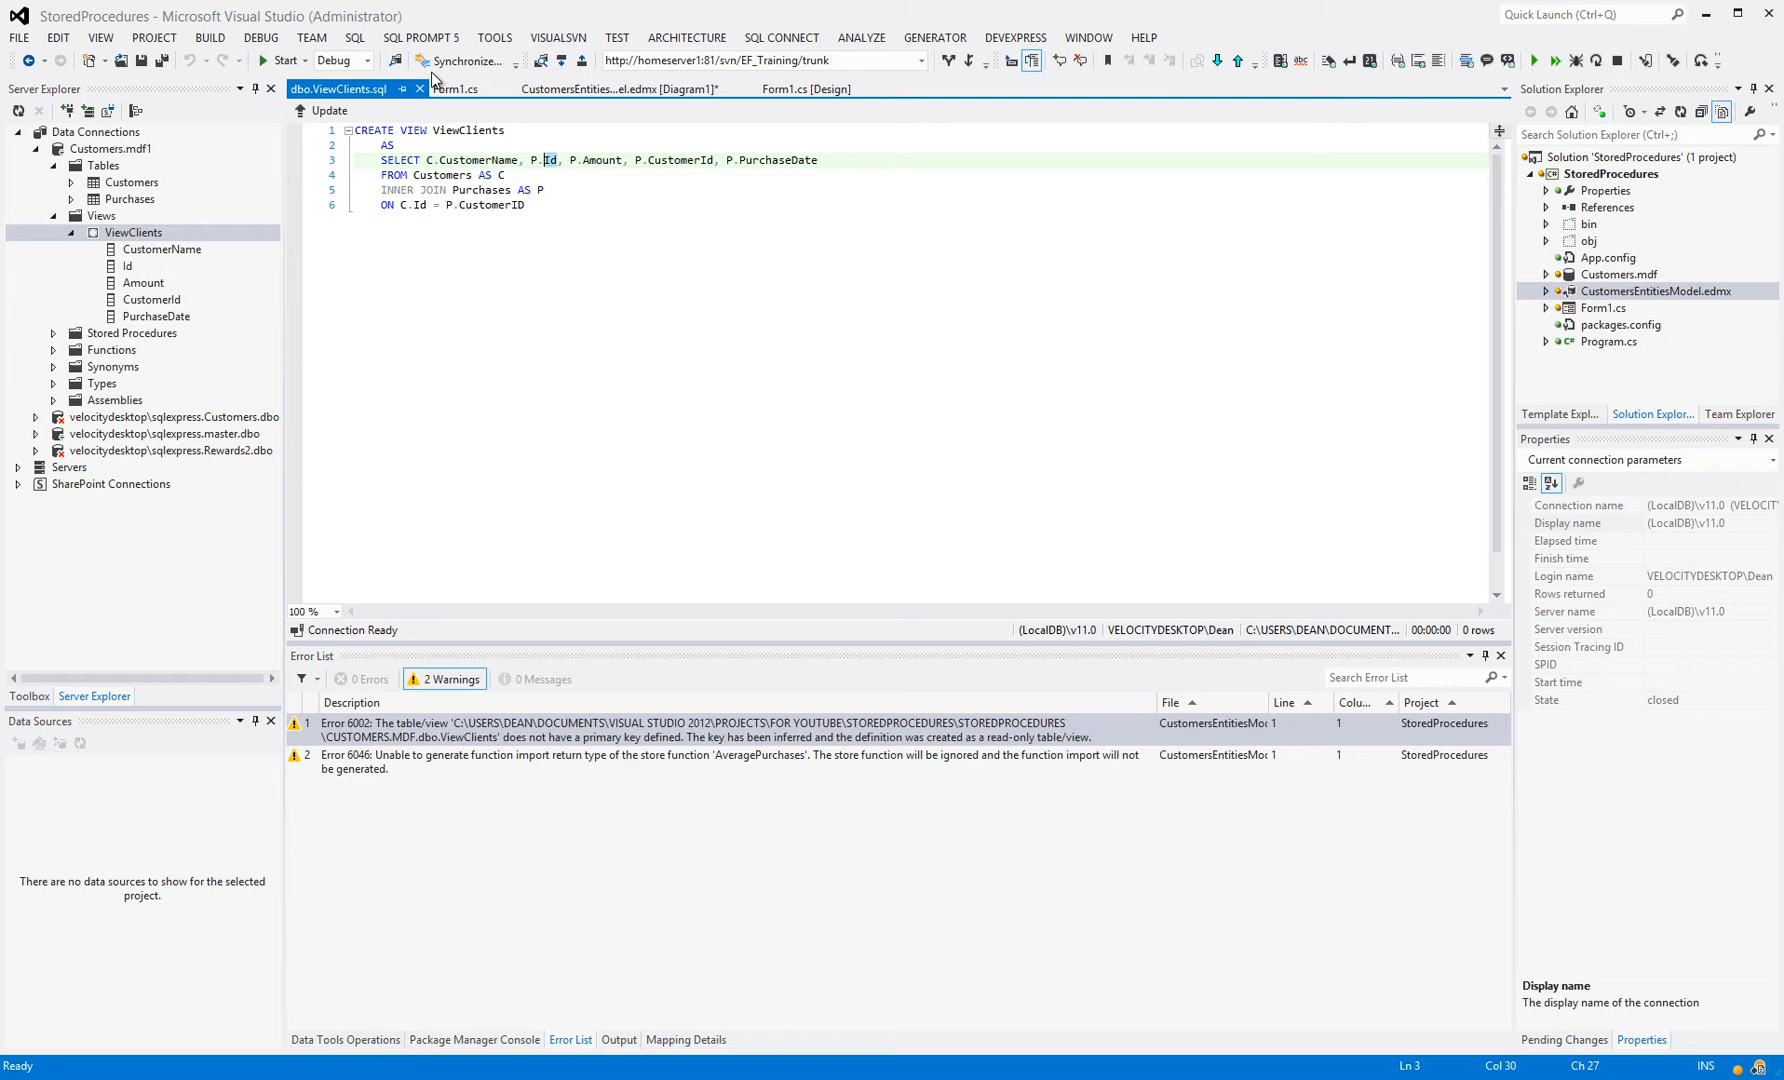 StoredProcedures - Microsoft Visual Studio (Administrator)
Quick Launch (Ctrl+Q)
FILE EDIT VIEW PROJECT BUILD DEBUG TEAM SQL SQL PROMPT 5 TOOLS VISUALSVN TEST ARCHITECTURE SQL CONNECT ANALYZE GENERATOR DEVEXPRESS WINDOW HELP
Start Debug Synchronize... http://homeserver1:81/svn/EF_Training/trunk
Server Explorer
dbo.ViewClients.sql Form1.cs CustomersEntities...el.edmx [Diagram1]* Form1.cs [Design]
Update
Data Connections
Customers.mdf1
Tables
Customers
Purchases
Views
ViewClients
CustomerName
Id
Amount
CustomerId
PurchaseDate
Stored Procedures
Functions
Synonyms
Types
Assemblies
velocitydesktop\sqlexpress.Customers.dbo
velocitydesktop\sqlexpress.master.dbo
velocitydesktop\sqlexpress.Rewards2.dbo
Servers
SharePoint Connections
Toolbox Server Explorer
Data Sources
There are no data sources to show for the selected
project.
1 CREATE VIEW ViewClients
2 AS
3 SELECT C.CustomerName, P.Id, P.Amount, P.CustomerId, P.PurchaseDate
4 FROM Customers AS C
5 INNER JOIN Purchases AS P
6 ON C.Id = P.CustomerID
100 %
Connection Ready (LocalDB)\v11.0 VELOCITYDESKTOP\Dean C:\USERS\DEAN\DOCUMENT... 00:00:00 0 rows
Error List
0 Errors 2 Warnings 0 Messages Search Error List
Description File Line Colu... Project
1 Error 6002: The table/view 'C:\USERS\DEAN\DOCUMENTS\VISUAL STUDIO 2012\PROJECTS\FOR YOUTUBE\STOREDPROCEDURES\STOREDPROCEDURES CustomersEntitiesMoc 1 1 StoredProcedures
\CUSTOMERS.MDF.dbo.ViewClients' does not have a primary key defined. The key has been inferred and the definition was created as a read-only table/view.
2 Error 6046: Unable to generate function import return type of the store function 'AveragePurchases'. The store function will be ignored and the function import will not CustomersEntitiesMoc 1 1 StoredProcedures
be generated.
Data Tools Operations Package Manager Console Error List Output Mapping Details
Solution Explorer
Search Solution Explorer (Ctrl+;)
Solution 'StoredProcedures' (1 project)
StoredProcedures
Properties
References
bin
obj
App.config
Customers.mdf
CustomersEntitiesModel.edmx
Form1.cs
packages.config
Program.cs
Template Expl... Solution Explor... Team Explorer
Properties
Current connection parameters
Connection name (LocalDB)\v11.0 (VELOCIT
Display name (LocalDB)\v11.0
Elapsed time
Finish time
Login name VELOCITYDESKTOP\Dean
Rows returned 0
Server name (LocalDB)\v11.0
Server version
Session Tracing ID
SPID
Start time
State closed
Display name
The display name of the connection
Pending Changes Properties
Ready Ln 3 Col 30 Ch 27 INS